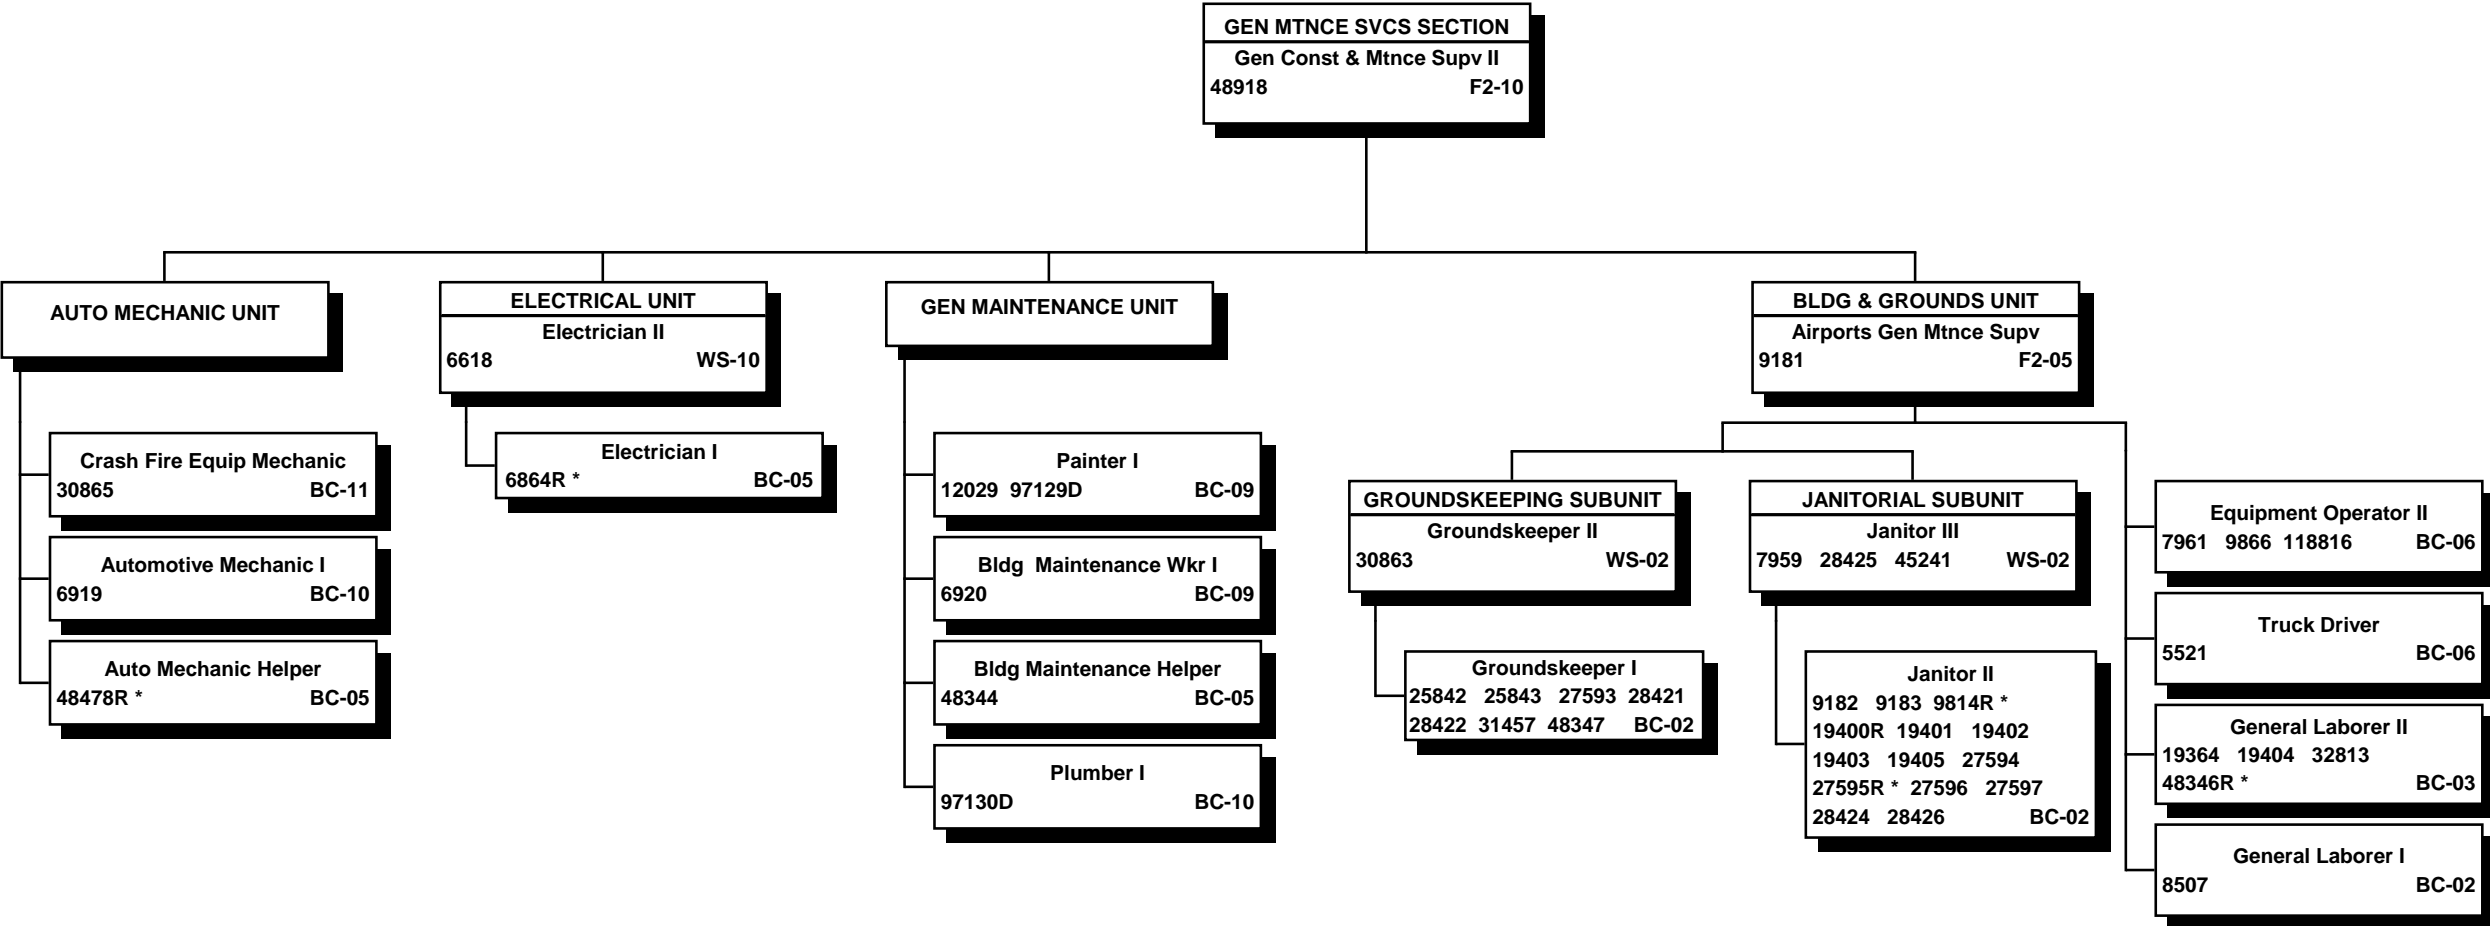 GEN MTNCE SVCS SECTION
Gen Const & Mtnce Supv II
48918 F2-10
AUTO MECHANIC UNIT
Crash Fire Equip Mechanic
30865 BC-11
Automotive Mechanic I
6919 BC-10
Auto Mechanic Helper
48478R * BC-05
ELECTRICAL UNIT
Electrician II
6618 WS-10
Electrician I
6864R * BC-05
GEN MAINTENANCE UNIT
Painter I
12029 97129D BC-09
Bldg Maintenance Wkr I
6920 BC-09
Bldg Maintenance Helper
48344 BC-05
Plumber I
97130D BC-10
BLDG & GROUNDS UNIT
Airports Gen Mtnce Supv
9181 F2-05
GROUNDSKEEPING SUBUNIT
Groundskeeper II
30863 WS-02
Groundskeeper I
25842 25843 27593 28421
28422 31457 48347 BC-02
JANITORIAL SUBUNIT
Janitor III
7959 28425 45241 WS-02
Janitor II
9182 9183 9814R *
19400R 19401 19402
19403 19405 27594
27595R * 27596 27597
28424 28426 BC-02
Equipment Operator II
7961 9866 118816 BC-06
Truck Driver
5521 BC-06
General Laborer II
19364 19404 32813
48346R * BC-03
General Laborer I
8507 BC-02